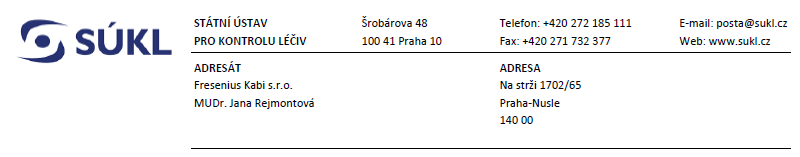 SÚKL
STÁTNÍ ÚSTAV Šrobárova 48 Telefon: +420 272 185 111 E-mail: posta@sukl.cz
PRO KONTROLU LÉČIV 100 41 Praha 10 Fax: +420 271 732 377 Web: www.sukl.cz
ADRESÁT ADRESA
Fresenius Kabi s.r.o. Na strži 1702/65
MUDr. Jana Rejmontová Praha-Nusle
140 00